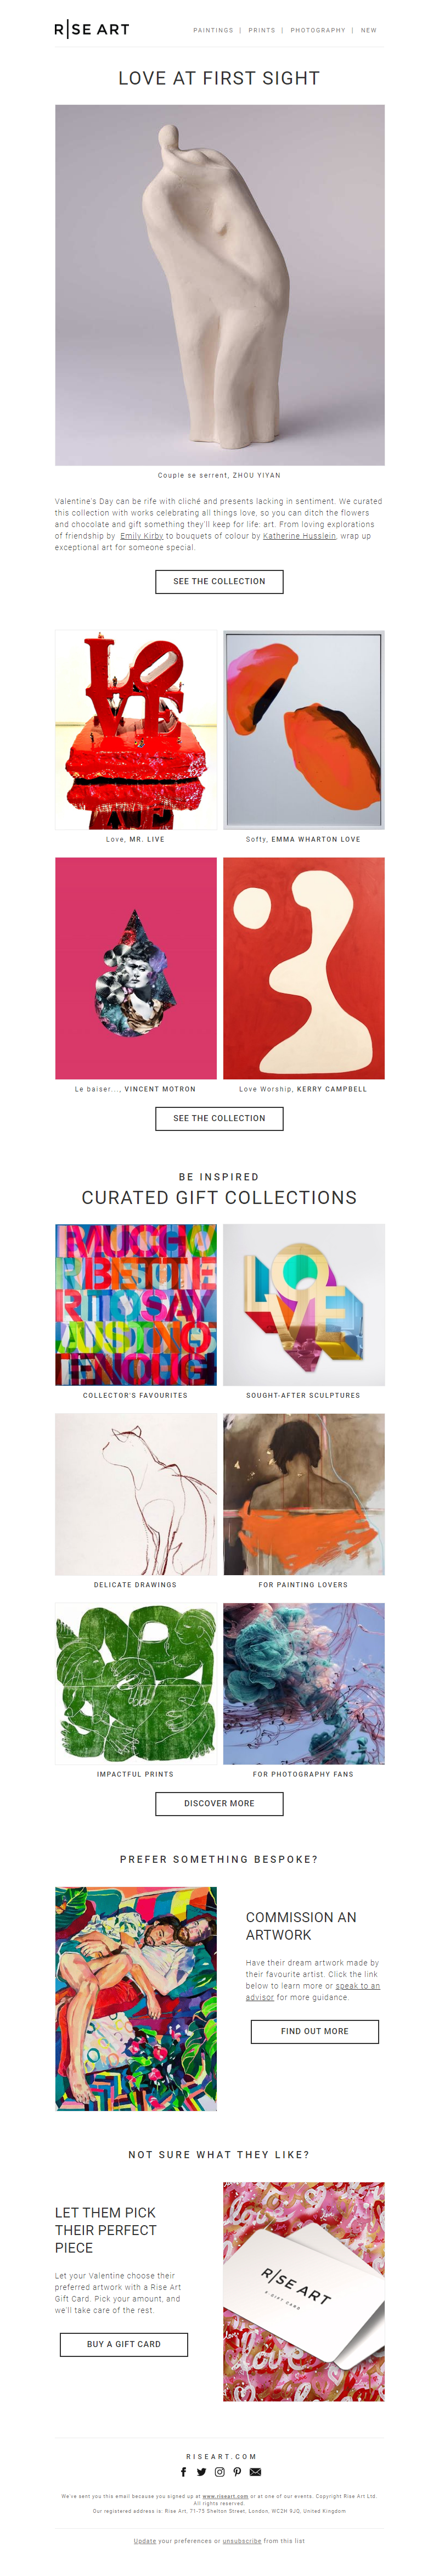 RISE ART
PAINTINGS | PRINTS | PHOTOGRAPHY | NEW
LOVE AT FIRST SIGHT
Couple se serrent, ZHOU YIYAN
Valentine's Day can be rife with cliché and presents lacking in sentiment. We curated
this collection with works celebrating all things love, so you can ditch the flowers
and chocolate and gift something they'll keep for life: art. From loving explorations
of friendship by Emily Kirby to bouquets of colour by Katherine Husslein, wrap up
exceptional art for someone special.
SEE THE COLLECTION
LOVE
Love, MR. LIVE
Softy, EMMA WHARTON LOVE
Le baiser..., VINCENT MOTRON
Love Worship, KERRY CAMPBELL
SEE THE COLLECTION
BE INSPIRED
CURATED GIFT COLLECTIONS
LOVE
COLLECTOR'S FAVOURITES
SOUGHT-AFTER SCULPTURES
DELICATE DRAWINGS
FOR PAINTING LOVERS
IMPACTFUL PRINTS
FOR PHOTOGRAPHY FANS
DISCOVER MORE
PREFER SOMETHING BESPOKE?
COMMISSION AN
ARTWORK
Have their dream artwork made by
their favourite artist. Click the link
below to learn more or speak to an
advisor for more guidance.
FIND OUT MORE
NOT SURE WHAT THEY LIKE?
LET THEM PICK
THEIR PERFECT
PIECE
Let your Valentine choose their
preferred artwork with a Rise Art
Gift Card. Pick your amount, and
we'll take care of the rest.
BUY A GIFT CARD
love
RISE ART
E-GIFT CARD
RISEART.COM
We've sent you this email because you signed up at www.riseart.com or at one of our events. Copyright Rise Art Ltd.
All rights reserved.
Our registered address is: Rise Art, 71-75 Shelton Street, London, WC2H 9JQ, United Kingdom
Update your preferences or unsubscribe from this list